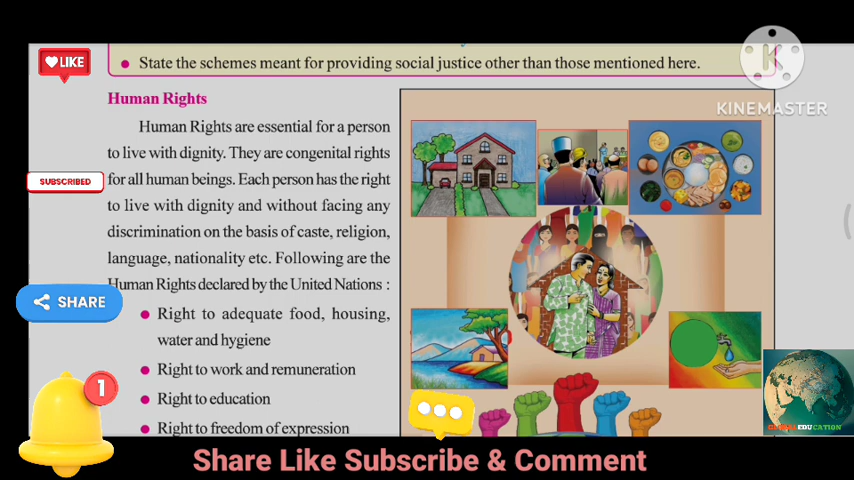 LIKE
State the schemes meant for providing social justice other than those mentioned here.
KINEMASTER
Human Rights
Human Rights are essential for a person
to live with dignity. They are congenital rights
SUBSCRIBED
for all human beings. Each person has the right
to live with dignity and without facing any
discrimination on the basis of caste, religion,
language, nationality etc. Following are the
Human Rights declared by the United Nations :
SHARE
Right to adequate food, housing,
water and hygiene
Right to work and remuneration
1
Right to education
Right to freedom of expression
EDUCATION
Share Like Subscribe & Comment